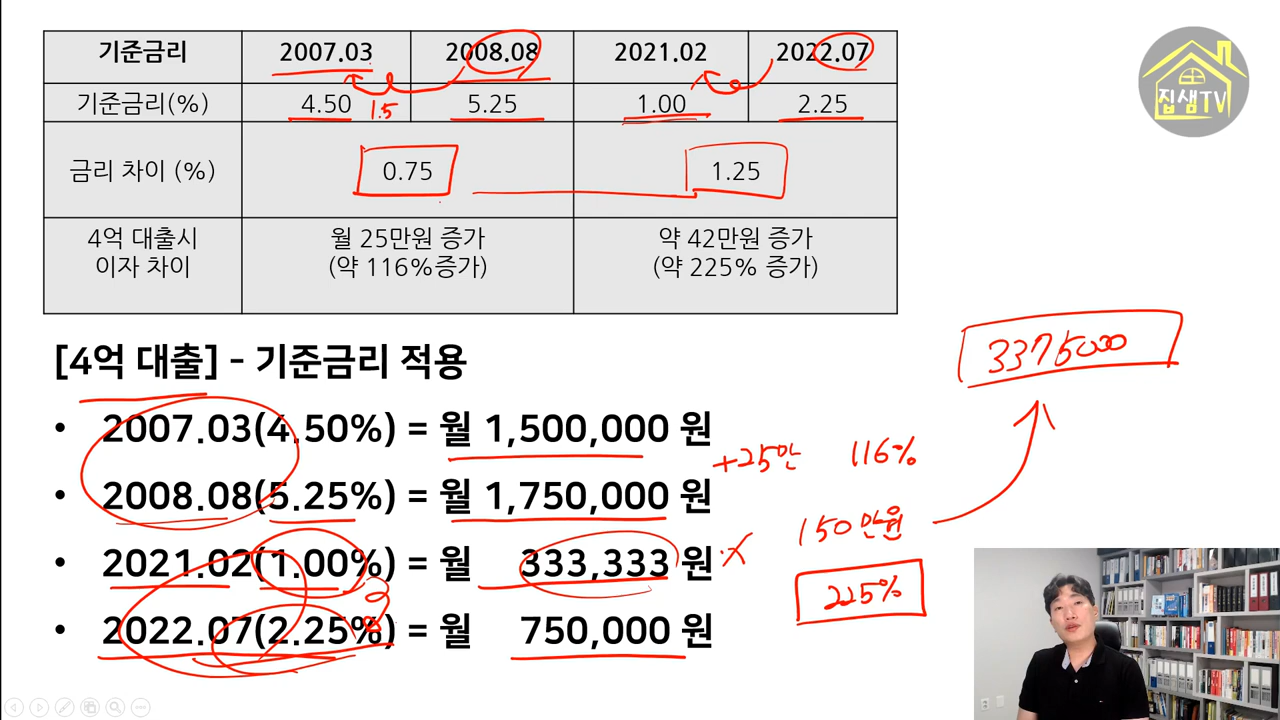 기준금리 2007.03 2008.08 2021.02 2022.07
기준금리(%) 4.50 5.25 1.00 2.25
1.5
금리 차이 (%) 0.75 1.25
4억 대출시 이자 차이 월 25만원 증가 (약 116%증가) 약 42만원 증가 (약 225% 증가)
집샘TV
[4억 대출] - 기준금리 적용
3375000
• 2007.03(4.50%) = 월 1,500,000 원
+25만 116%
• 2008.08(5.25%) = 월 1,750,000 원
150만원
• 2021.02(1.00%) = 월 333,333 원
225%
• 2022.07(2.25%) = 월 750,000 원